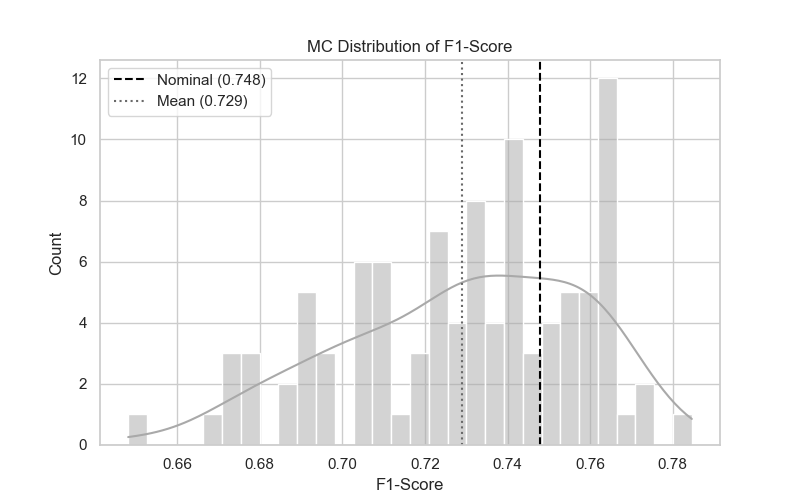 MC Distribution of F1-Score
Nominal (0.748)
Mean (0.729)
12
10
8
6
4
2
0
Count
0.66 0.68 0.70 0.72 0.74 0.76 0.78
F1-Score